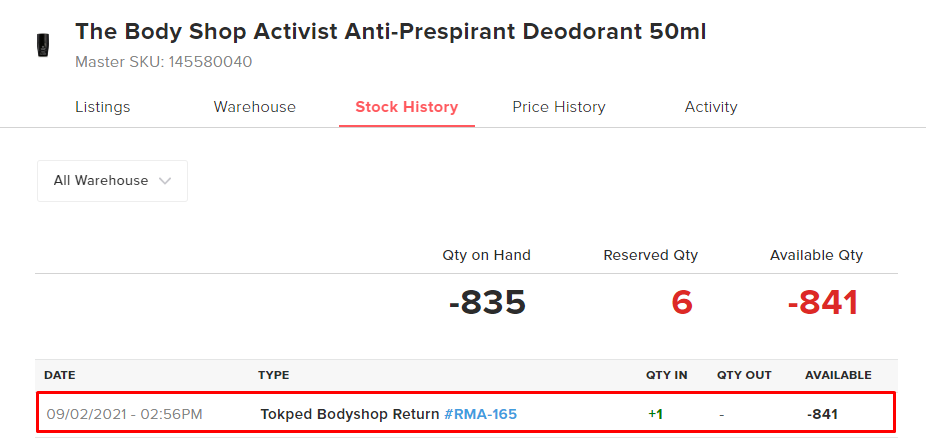 The Body Shop Activist Anti-Prespirant Deodorant 50ml
Master SKU: 145580040
Listings Warehouse Stock History Price History Activity
All Warehouse
Qty on Hand Reserved Qty Available Qty
-835 6 -841
DATE TYPE QTY IN QTY OUT AVAILABLE
09/02/2021 - 02:56PM Tokped Bodyshop Return #RMA-165 +1 - -841